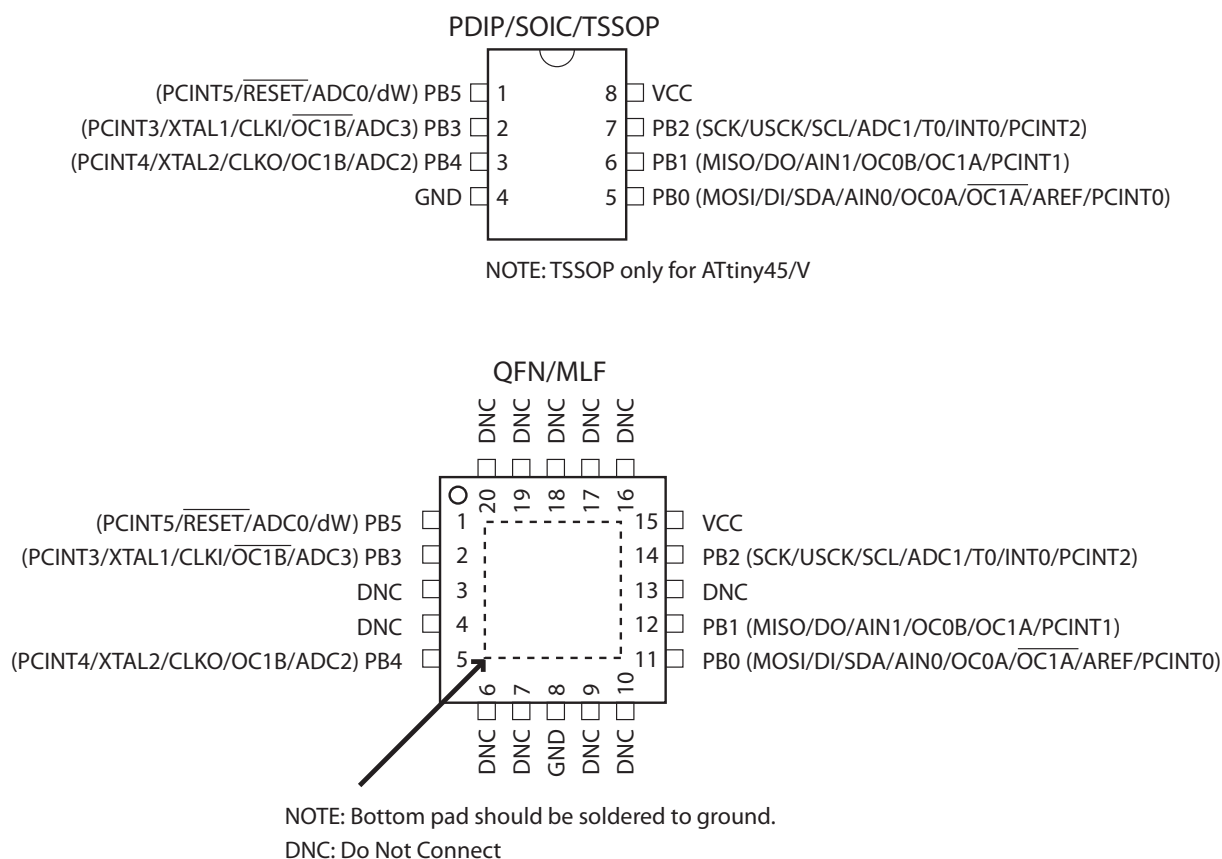 PDIP/SOIC/TSSOP
(PCINT5/RESET/ADC0/dW) PB5 1 8 VCC
(PCINT3/XTAL1/CLKI/OC1B/ADC3) PB3 2 7 PB2 (SCK/USCK/SCL/ADC1/T0/INT0/PCINT2)
(PCINT4/XTAL2/CLKO/OC1B/ADC2) PB4 3 6 PB1 (MISO/DO/AIN1/OC0B/OC1A/PCINT1)
GND 4 5 PB0 (MOSI/DI/SDA/AIN0/OC0A/OC1A/AREF/PCINT0)
NOTE: TSSOP only for ATtiny45/V
QFN/MLF
DNC DNC DNC DNC DNC
20 19 18 17 16
(PCINT5/RESET/ADC0/dW) PB5 1 15 VCC
(PCINT3/XTAL1/CLKI/OC1B/ADC3) PB3 2 14 PB2 (SCK/USCK/SCL/ADC1/T0/INT0/PCINT2)
DNC 3 13 DNC
DNC 4 12 PB1 (MISO/DO/AIN1/OC0B/OC1A/PCINT1)
(PCINT4/XTAL2/CLKO/OC1B/ADC2) PB4 5 11 PB0 (MOSI/DI/SDA/AIN0/OC0A/OC1A/AREF/PCINT0)
6 7 8 9 10
DNC DNC GND DNC DNC
NOTE: Bottom pad should be soldered to ground.
DNC: Do Not Connect